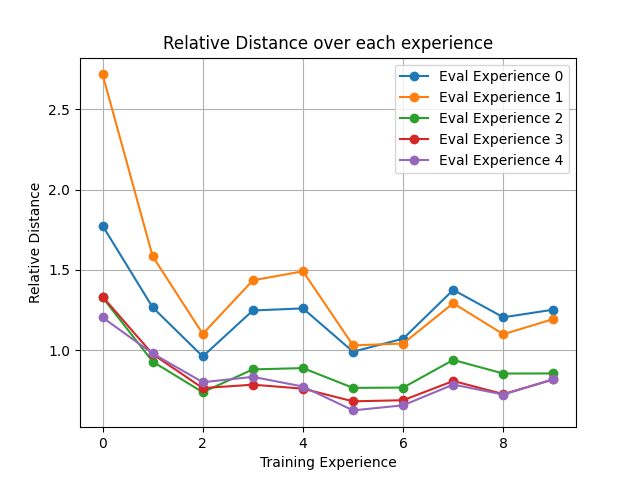 Relative Distance over each experience
Eval Experience 0
Eval Experience 1
Eval Experience 2
Eval Experience 3
Eval Experience 4
Relative Distance
2.5
2.0
1.5
1.0
0 2 4 6 8
Training Experience